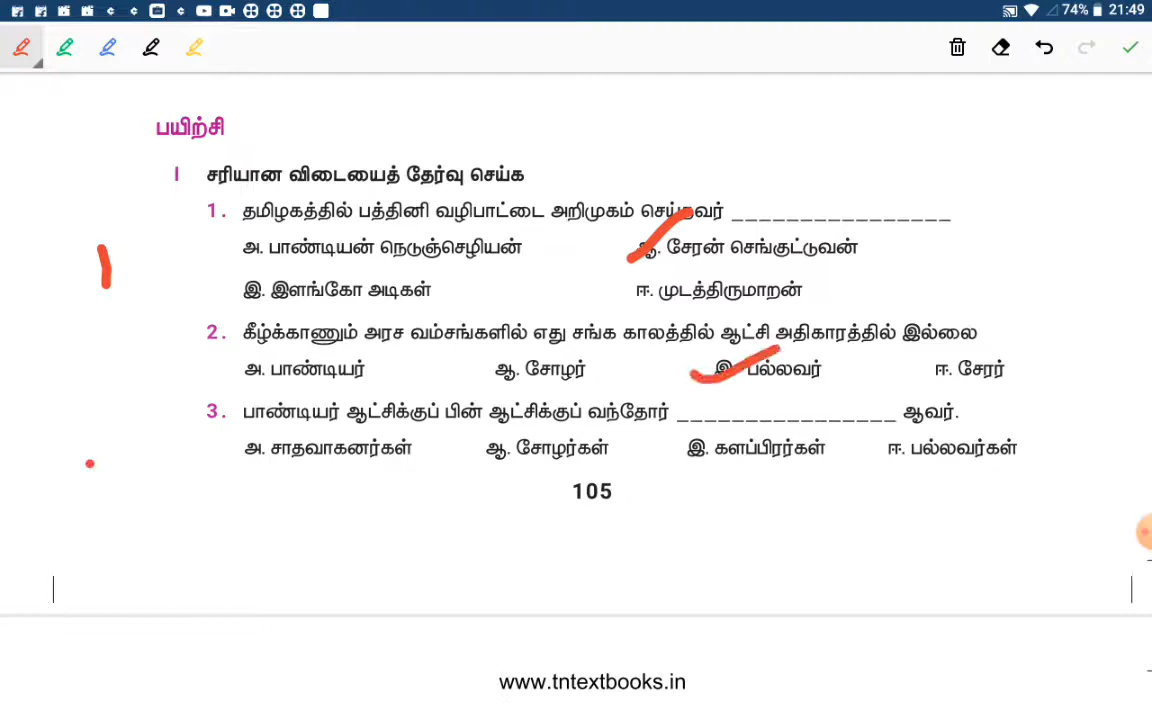 74% 21:49
பயிற்சி
I சரியான விடையைத் தேர்வு செய்க
1. தமிழகத்தில் பத்தினி வழிபாட்டை அறிமுகம் செய்தவர் ________________
அ. பாண்டியன் நெடுஞ்செழியன் ஆ. சேரன் செங்குட்டுவன்
இ. இளங்கோ அடிகள் ஈ. முடத்திருமாறன்
2. கீழ்க்காணும் அரச வம்சங்களில் எது சங்க காலத்தில் ஆட்சி அதிகாரத்தில் இல்லை
அ. பாண்டியர் ஆ. சோழர் இ. பல்லவர் ஈ. சேரர்
3. பாண்டியர் ஆட்சிக்குப் பின் ஆட்சிக்குப் வந்தோர் ________________ ஆவர்.
அ. சாதவாகனர்கள் ஆ. சோழர்கள் இ. களப்பிரர்கள் ஈ. பல்லவர்கள்
105
www.tntextbooks.in